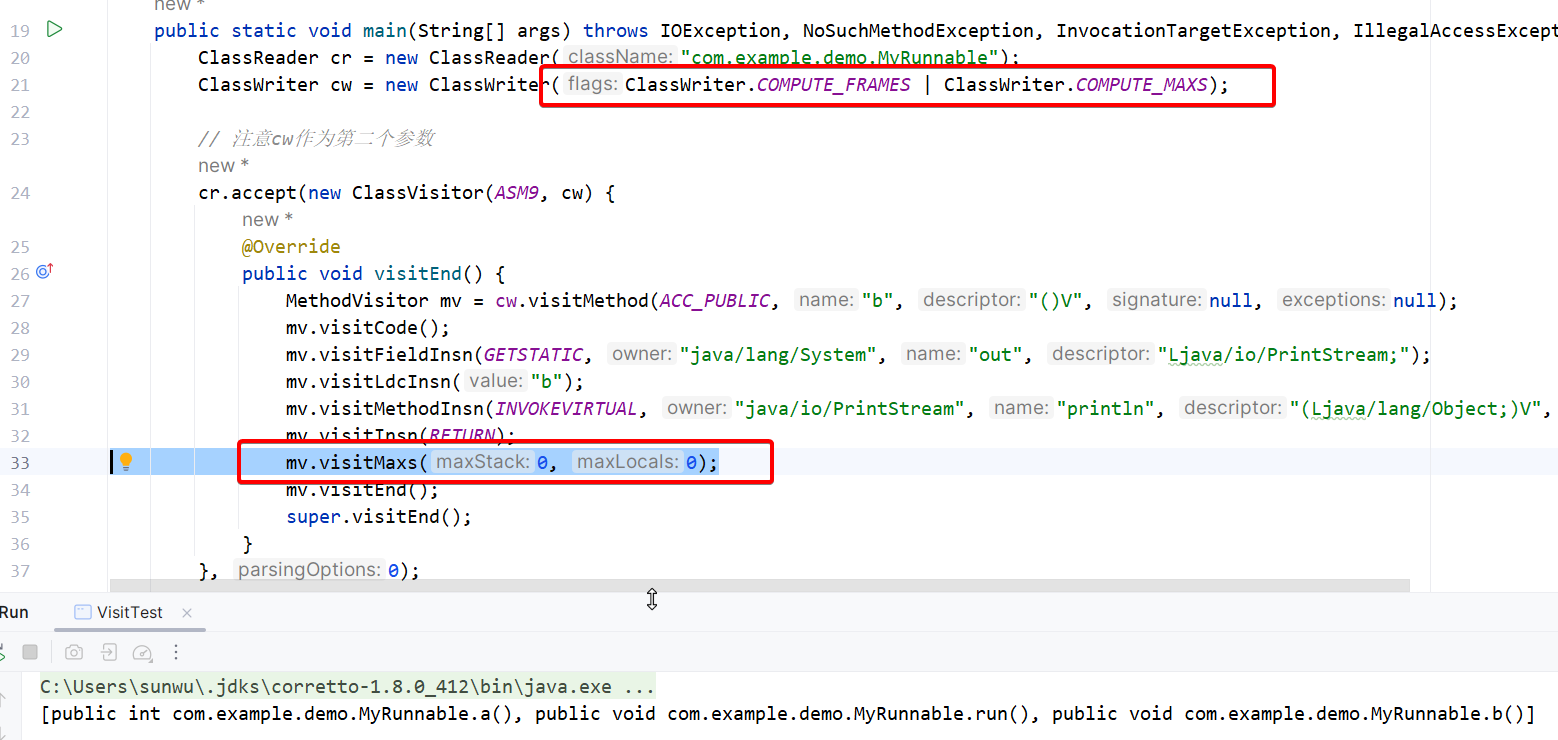 new *
19 public static void main(String[] args) throws IOException, NoSuchMethodException, InvocationTargetException, IllegalAccessExcept
20 ClassReader cr = new ClassReader( className: "com.example.demo.MyRunnable");
21 ClassWriter cw = new ClassWriter( flags: ClassWriter.COMPUTE_FRAMES | ClassWriter.COMPUTE_MAXS);
22
23 // 注意cw作为第二个参数
new *
24 cr.accept(new ClassVisitor(ASM9, cw) {
new *
25 @Override
26 public void visitEnd() {
27 MethodVisitor mv = cw.visitMethod(ACC_PUBLIC, name: "b", descriptor: "()V", signature: null, exceptions: null);
28 mv.visitCode();
29 mv.visitFieldInsn(GETSTATIC, owner: "java/lang/System", name: "out", descriptor: "Ljava/io/PrintStream;");
30 mv.visitLdcInsn( value: "b");
31 mv.visitMethodInsn(INVOKEVIRTUAL, owner: "java/io/PrintStream", name: "println", descriptor: "(Ljava/lang/Object;)V",
32 mv.visitInsn(RETURN);
33 mv.visitMaxs( maxStack: 0, maxLocals: 0);
34 mv.visitEnd();
35 super.visitEnd();
36 }
37 }, parsingOptions: 0);
Run VisitTest
C:\Users\sunwu\.jdks\corretto-1.8.0_412\bin\java.exe ...
[public int com.example.demo.MyRunnable.a(), public void com.example.demo.MyRunnable.run(), public void com.example.demo.MyRunnable.b()]